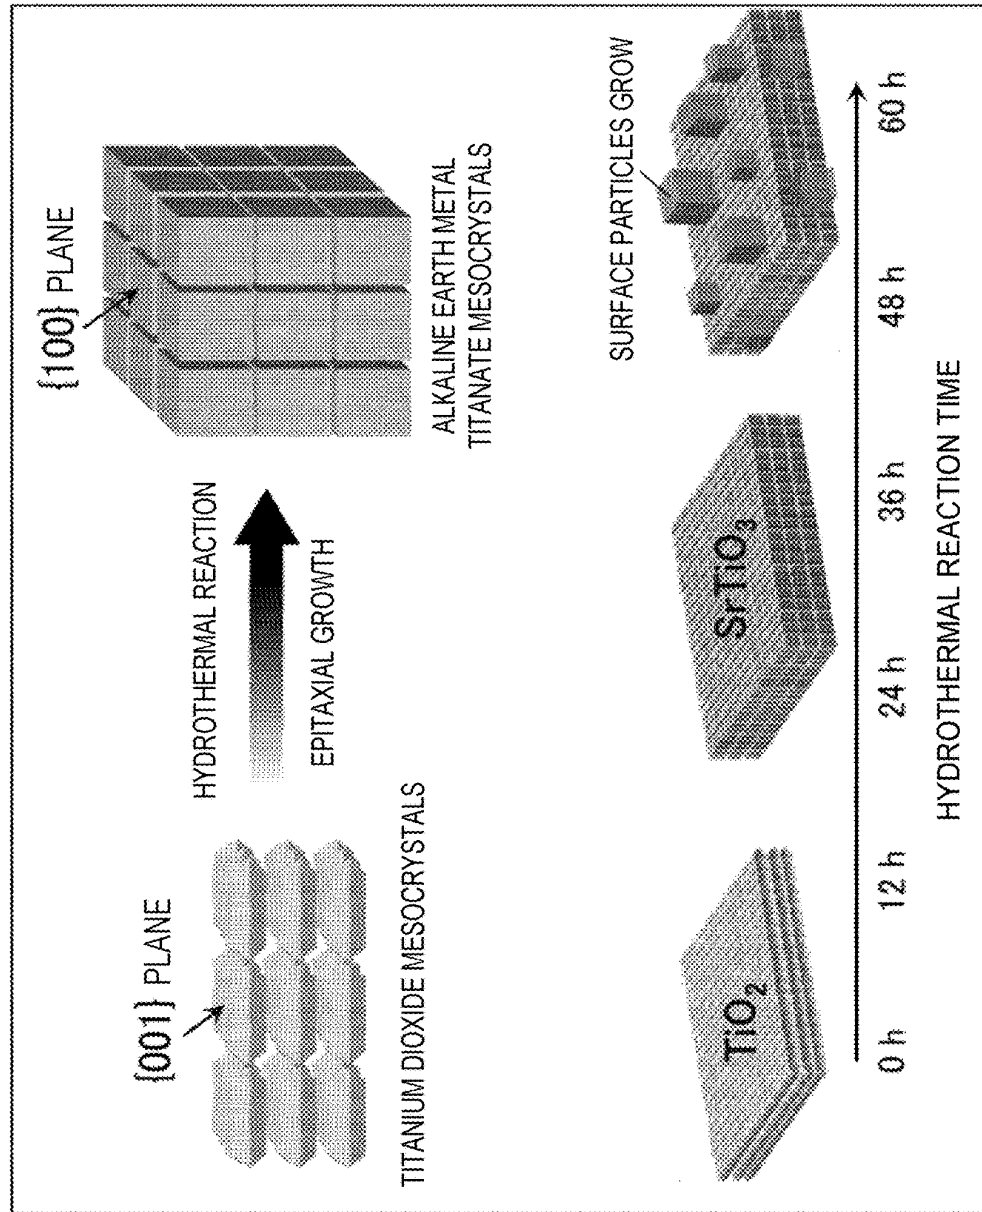 {001} PLANE
TITANIUM DIOXIDE MESOCRYSTALS
HYDROTHERMAL REACTION
EPITAXIAL GROWTH
{100} PLANE
ALKALINE EARTH METAL
TITANATE MESOCRYSTALS
TiO₂
SrTiO₃
SURFACE PARTICLES GROW
0 h 12 h 24 h 36 h 48 h 60 h
HYDROTHERMAL REACTION TIME